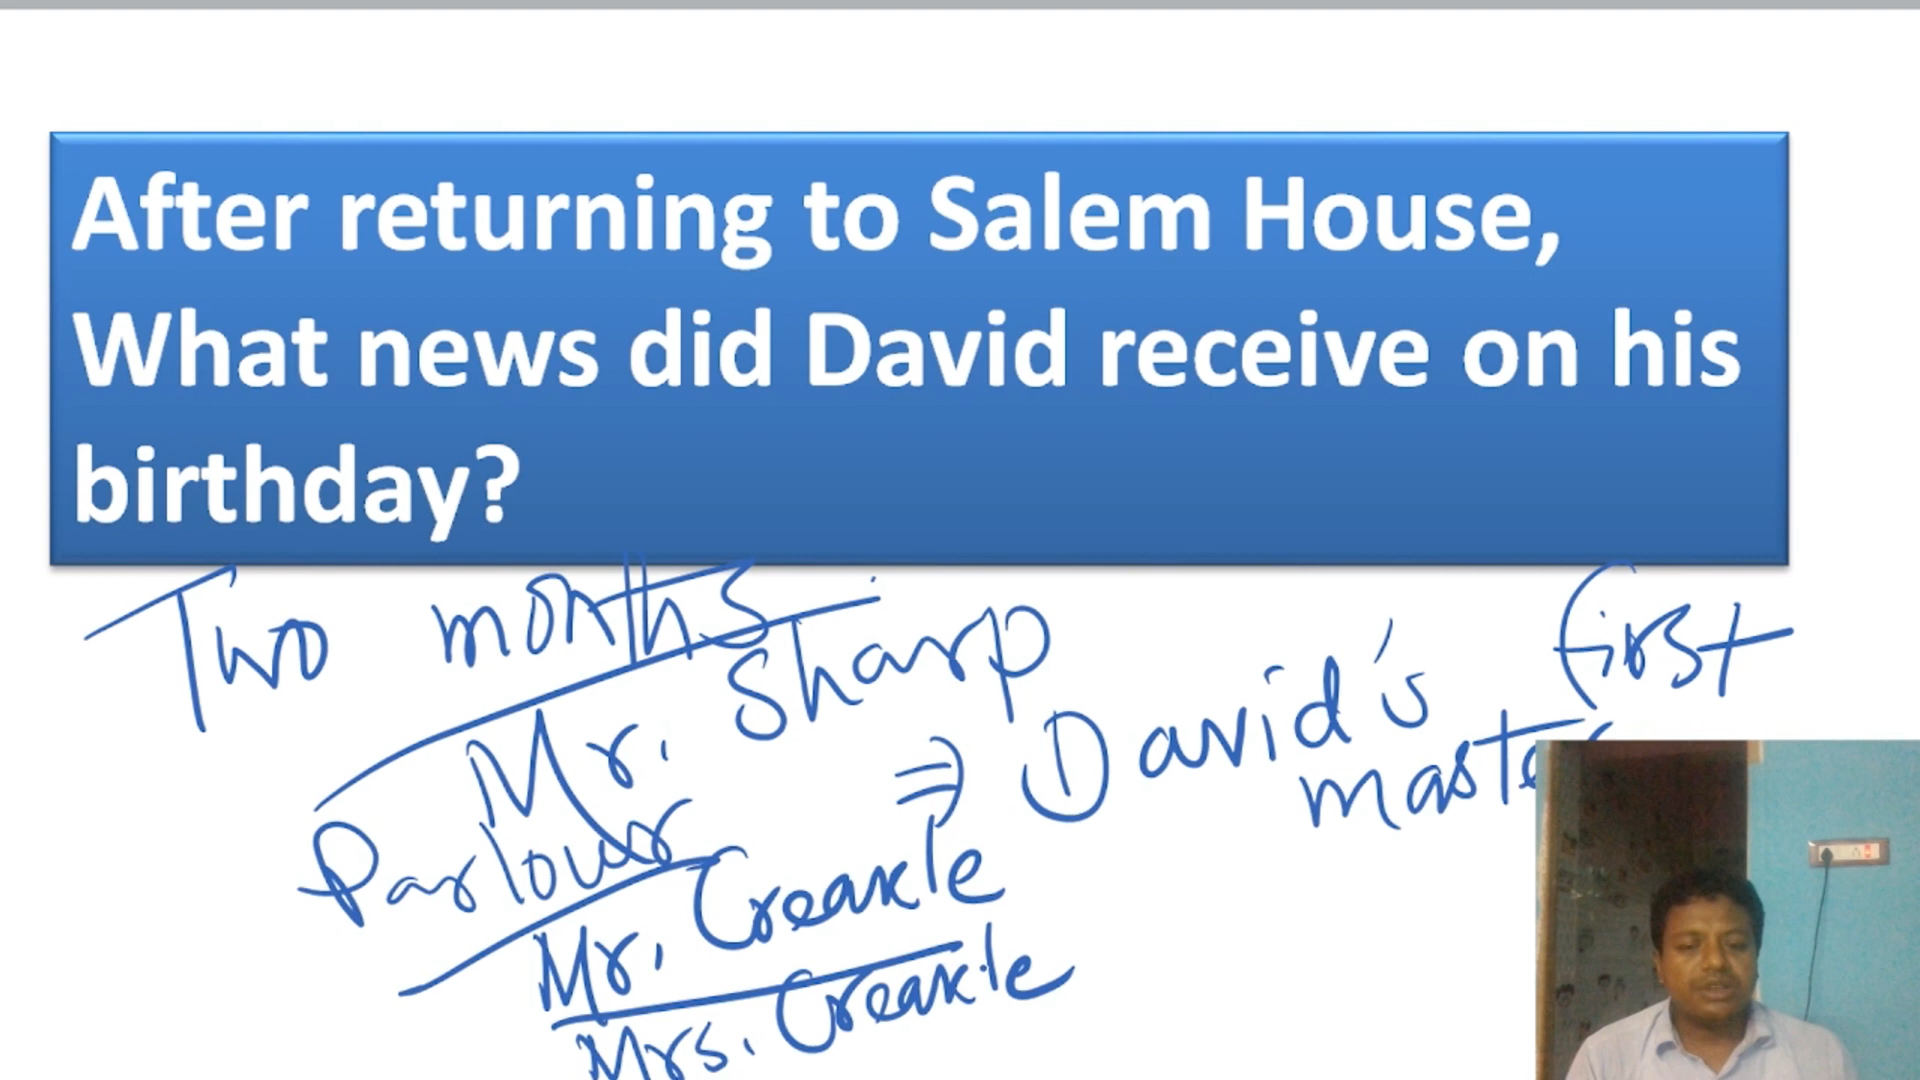 After returning to Salem House,
What news did David receive on his
birthday?
Two months
Mr. Sharp
⇒ David's first
master
Parlour
Mr. Creakle
Mrs. Creakle